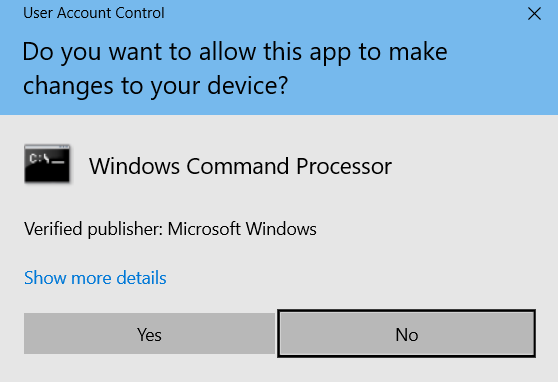 User Account Control
Do you want to allow this app to make
changes to your device?
C:\_
Windows Command Processor
Verified publisher: Microsoft Windows
Show more details
Yes
No